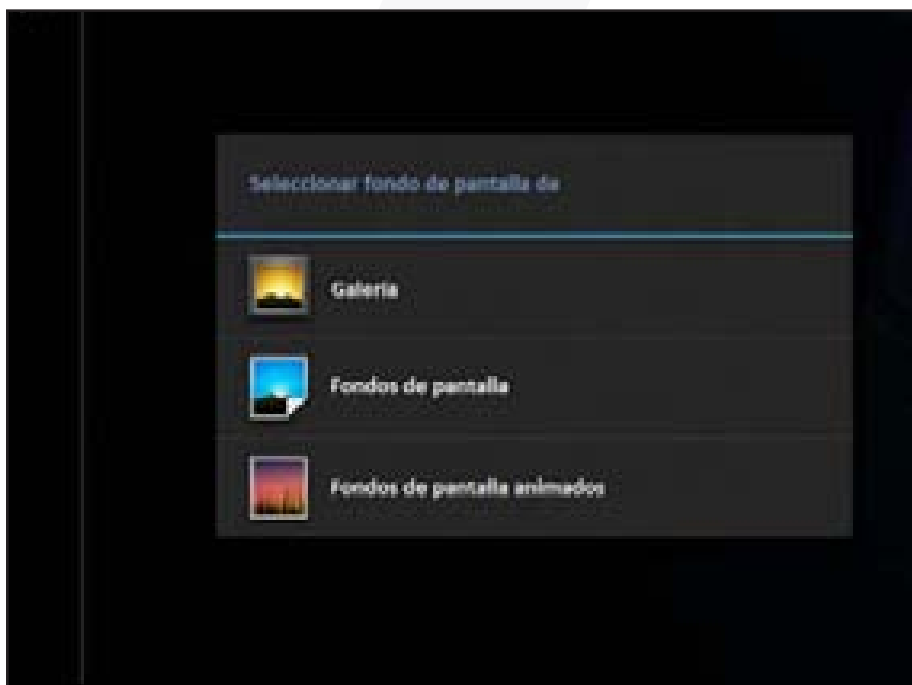 Seleccionar fondo de pantalla de
Galería
Fondos de pantalla
Fondos de pantalla animados